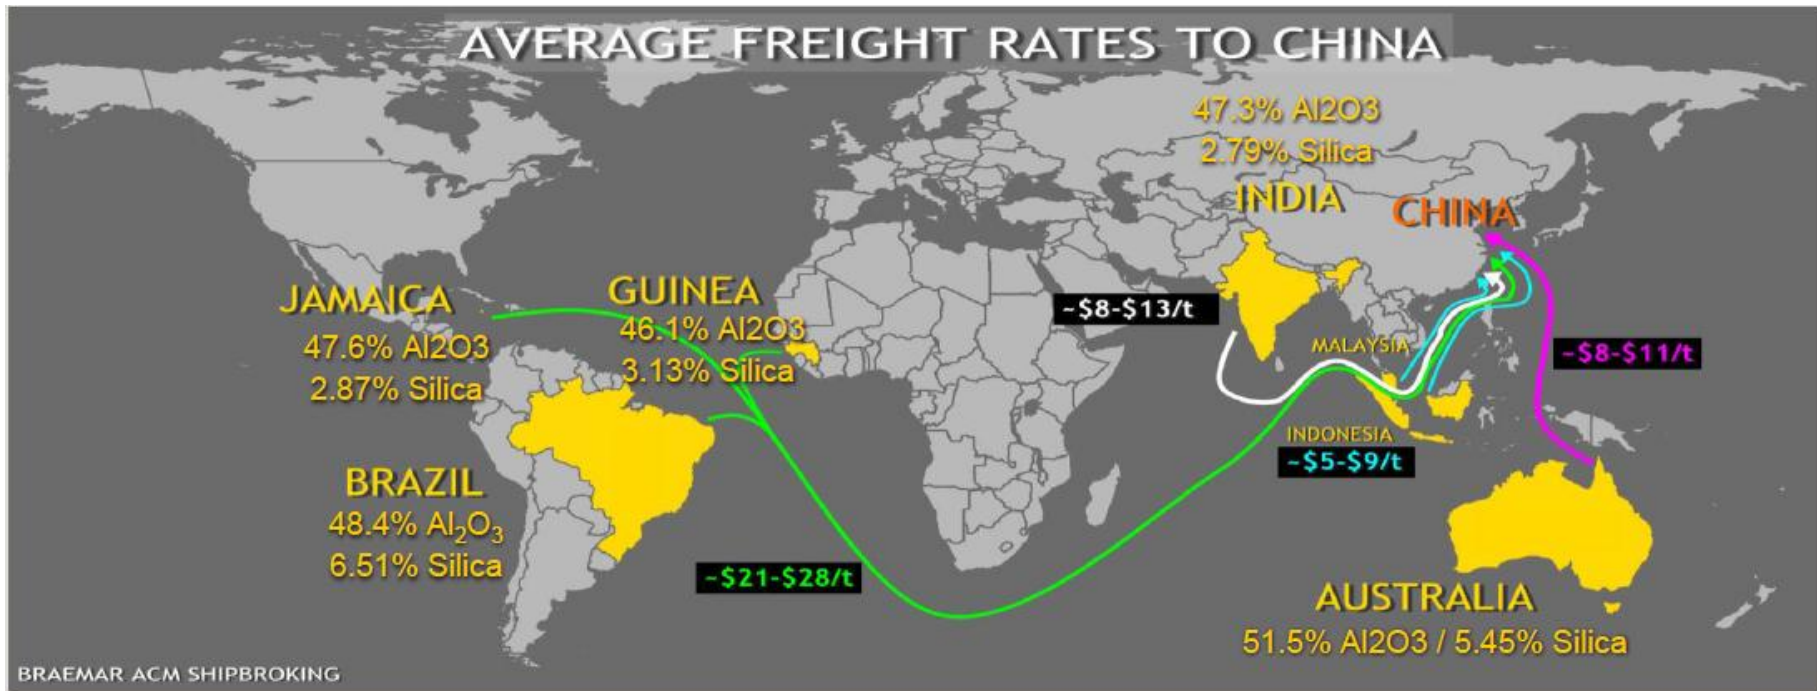 AVERAGE FREIGHT RATES TO CHINA
47.3% Al2O3
2.79% Silica
INDIA
CHINA
JAMAICA
47.6% Al2O3
2.87% Silica
GUINEA
46.1% Al2O3
3.13% Silica
~$8-$13/t
MALAYSIA
~$8-$11/t
INDONESIA
~$5-$9/t
BRAZIL
48.4% Al₂O₃
6.51% Silica
~$21-$28/t
AUSTRALIA
51.5% Al2O3 / 5.45% Silica
BRAEMAR ACM SHIPBROKING